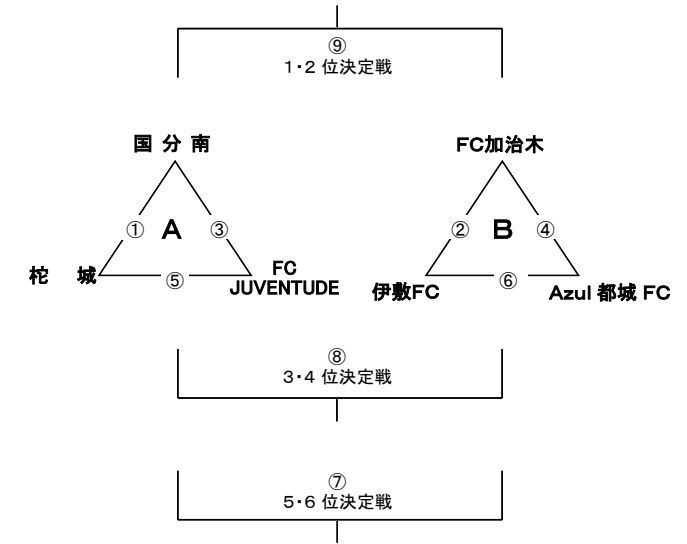 ⑨
1・2 位決定戦
国 分 南
FC加治木
① A ③
② B ④
柁 城
⑤
FC
JUVENTUDE
伊敷FC
⑥
Azul 都城 FC
⑧
3・4 位決定戦
⑦
5・6 位決定戦